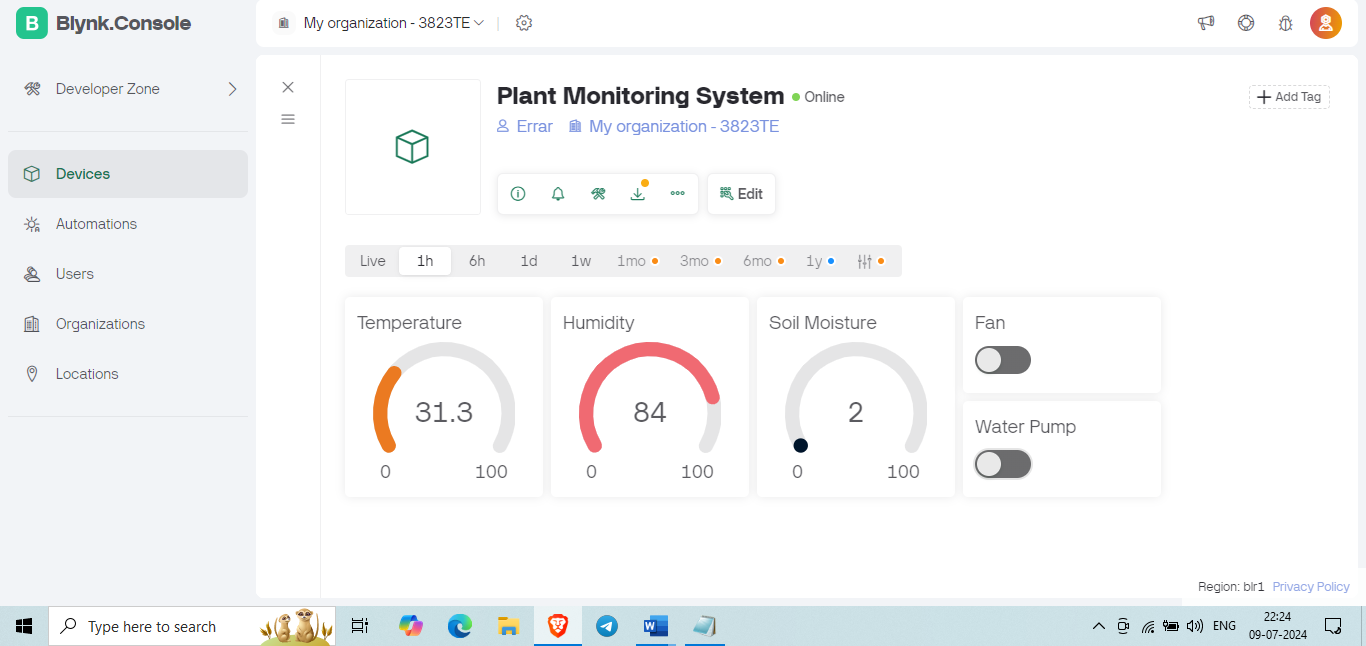 B Blynk.Console
My organization - 3823TE
Developer Zone
Devices
Automations
Users
Organizations
Locations
Plant Monitoring System Online
Errar My organization - 3823TE
Add Tag
Edit
Live 1h 6h 1d 1w 1mo 3mo 6mo 1y
Temperature
31.3
0 100
Humidity
84
0 100
Soil Moisture
2
0 100
Fan
Water Pump
Region: blr1 Privacy Policy
Type here to search
W
ENG
22:24
09-07-2024